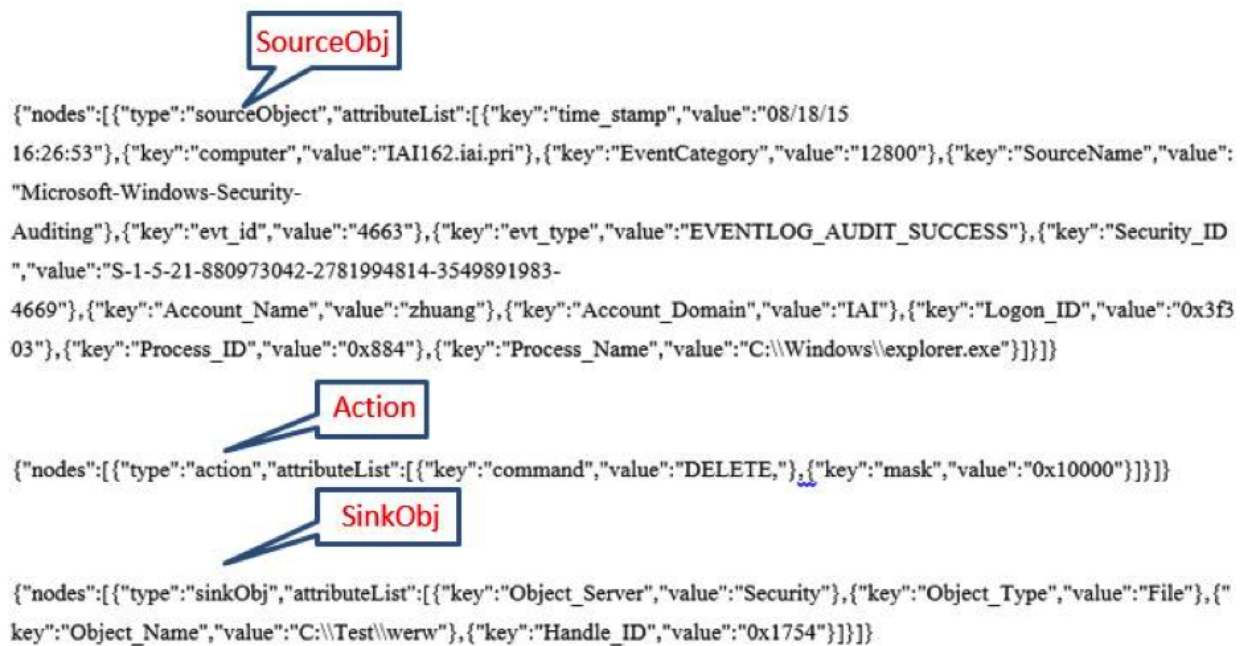 SourceObj
{"nodes":[{"type":"sourceObject","attributeList":[{"key":"time_stamp","value":"08/18/15
16:26:53"},{"key":"computer","value":"IAI162.iai.pri"},{"key":"EventCategory","value":"12800"},{"key":"SourceName","value":
"Microsoft-Windows-Security-
Auditing"},{"key":"evt_id","value":"4663"},{"key":"evt_type","value":"EVENTLOG_AUDIT_SUCCESS"},{"key":"Security_ID
","value":"S-1-5-21-880973042-2781994814-3549891983-
4669"},{"key":"Account_Name","value":"zhuang"},{"key":"Account_Domain","value":"IAI"},{"key":"Logon_ID","value":"0x3f3
03"},{"key":"Process_ID","value":"0x884"},{"key":"Process_Name","value":"C:\\Windows\\explorer.exe"}]}]}
Action
{"nodes":[{"type":"action","attributeList":[{"key":"command","value":"DELETE,"},{"key":"mask","value":"0x10000"}]}]}
SinkObj
{"nodes":[{"type":"sinkObj","attributeList":[{"key":"Object_Server","value":"Security"},{"key":"Object_Type","value":"File"},{"
key":"Object_Name","value":"C:\\Test\\werw"},{"key":"Handle_ID","value":"0x1754"}]}]}